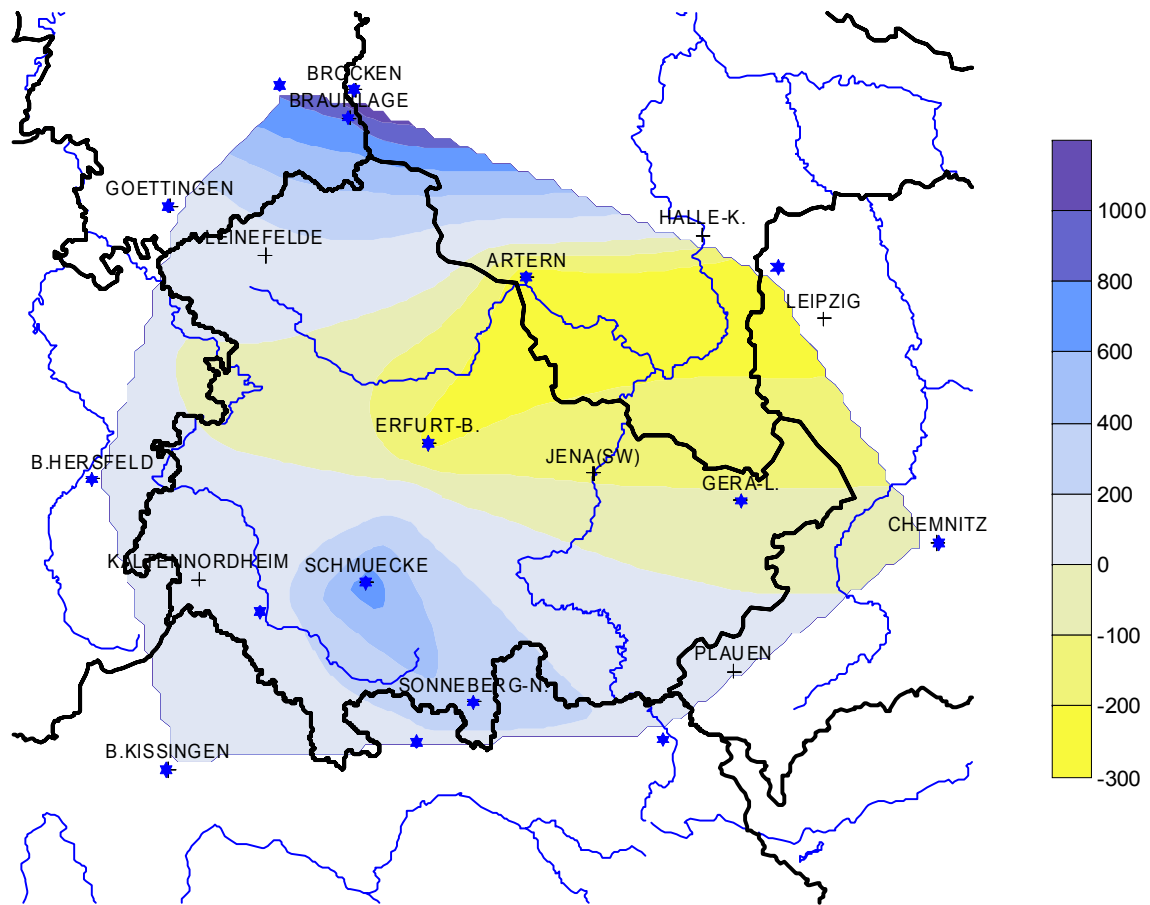 BROCKEN
BRAUNLAGE
GOETTINGEN
HALLE-K.
LEINEFELDE
ARTERN
LEIPZIG
ERFURT-B.
B.HERSFELD
JENA(SW)
GERA-L.
CHEMNITZ
KALTENNORDHEIM
SCHMUECKE
PLAUEN
SONNEBERG-N.
B.KISSINGEN
1000
800
600
400
200
0
-100
-200
-300